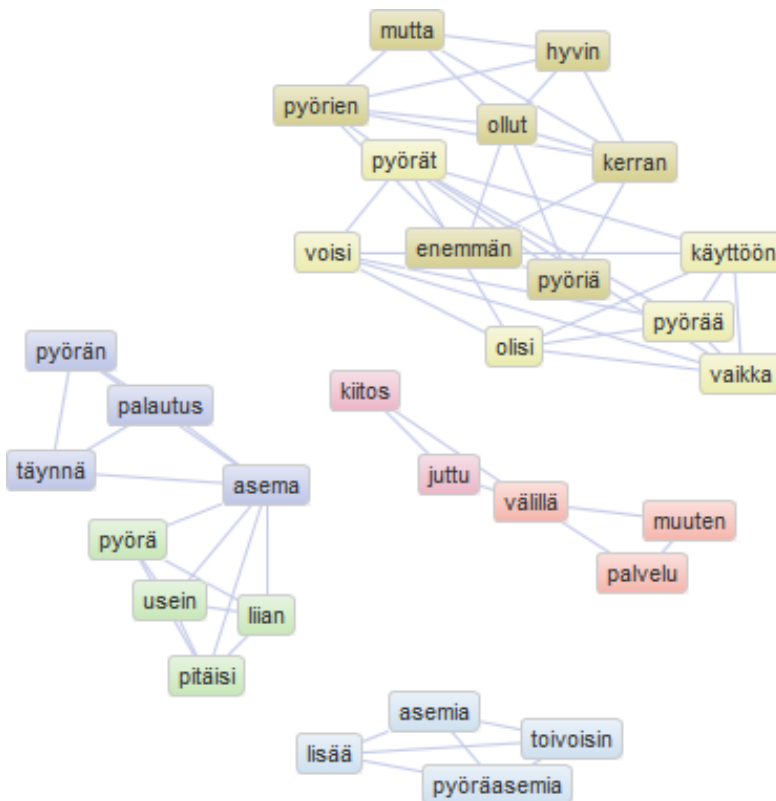 mutta
hyvin
pyörien
ollut
pyörät
kerran
voisi
enemmän
käyttöön
pyöriä
pyörää
olisi
vaikka
pyörän
palautus
kiitos
täynnä
asema
juttu
välillä
muuten
pyörä
palvelu
usein
liian
pitäisi
asemia
toivoisin
lisää
pyöräasemia